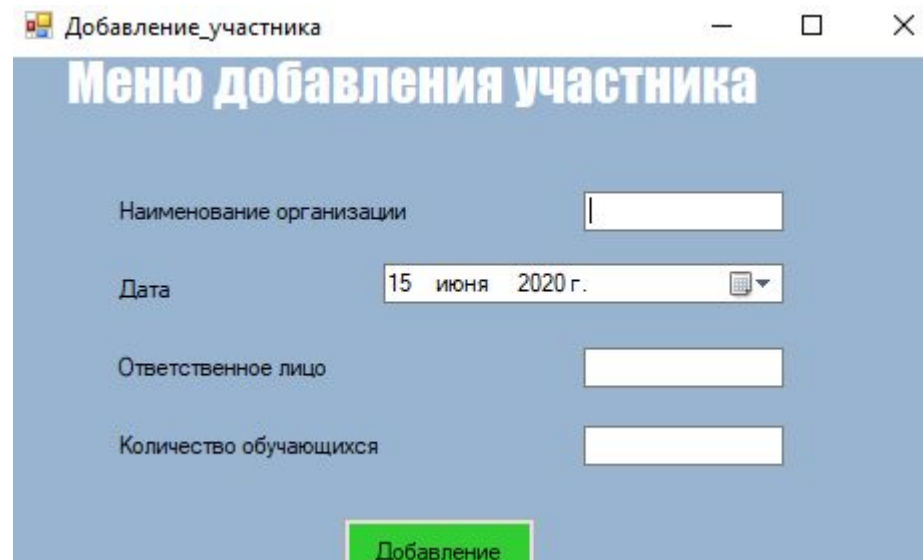 Добавление_участника
Меню добавления участника
Наименование организации
Дата 15 июня 2020 г.
Ответственное лицо
Количество обучающихся
Добавление